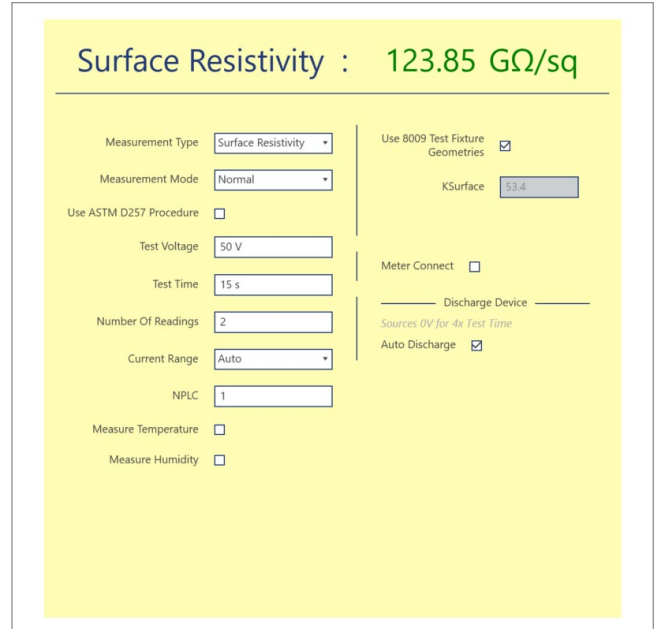 Surface Resistivity : 123.85 GΩ/sq
Measurement Type Surface Resistivity
Measurement Mode Normal
Use ASTM D257 Procedure
Test Voltage 50 V
Test Time 15 s
Number Of Readings 2
Current Range Auto
NPLC 1
Measure Temperature
Measure Humidity
Use 8009 Test Fixture
Geometries
KSurface 53.4
Meter Connect
Discharge Device
Sources 0V for 4x Test Time
Auto Discharge